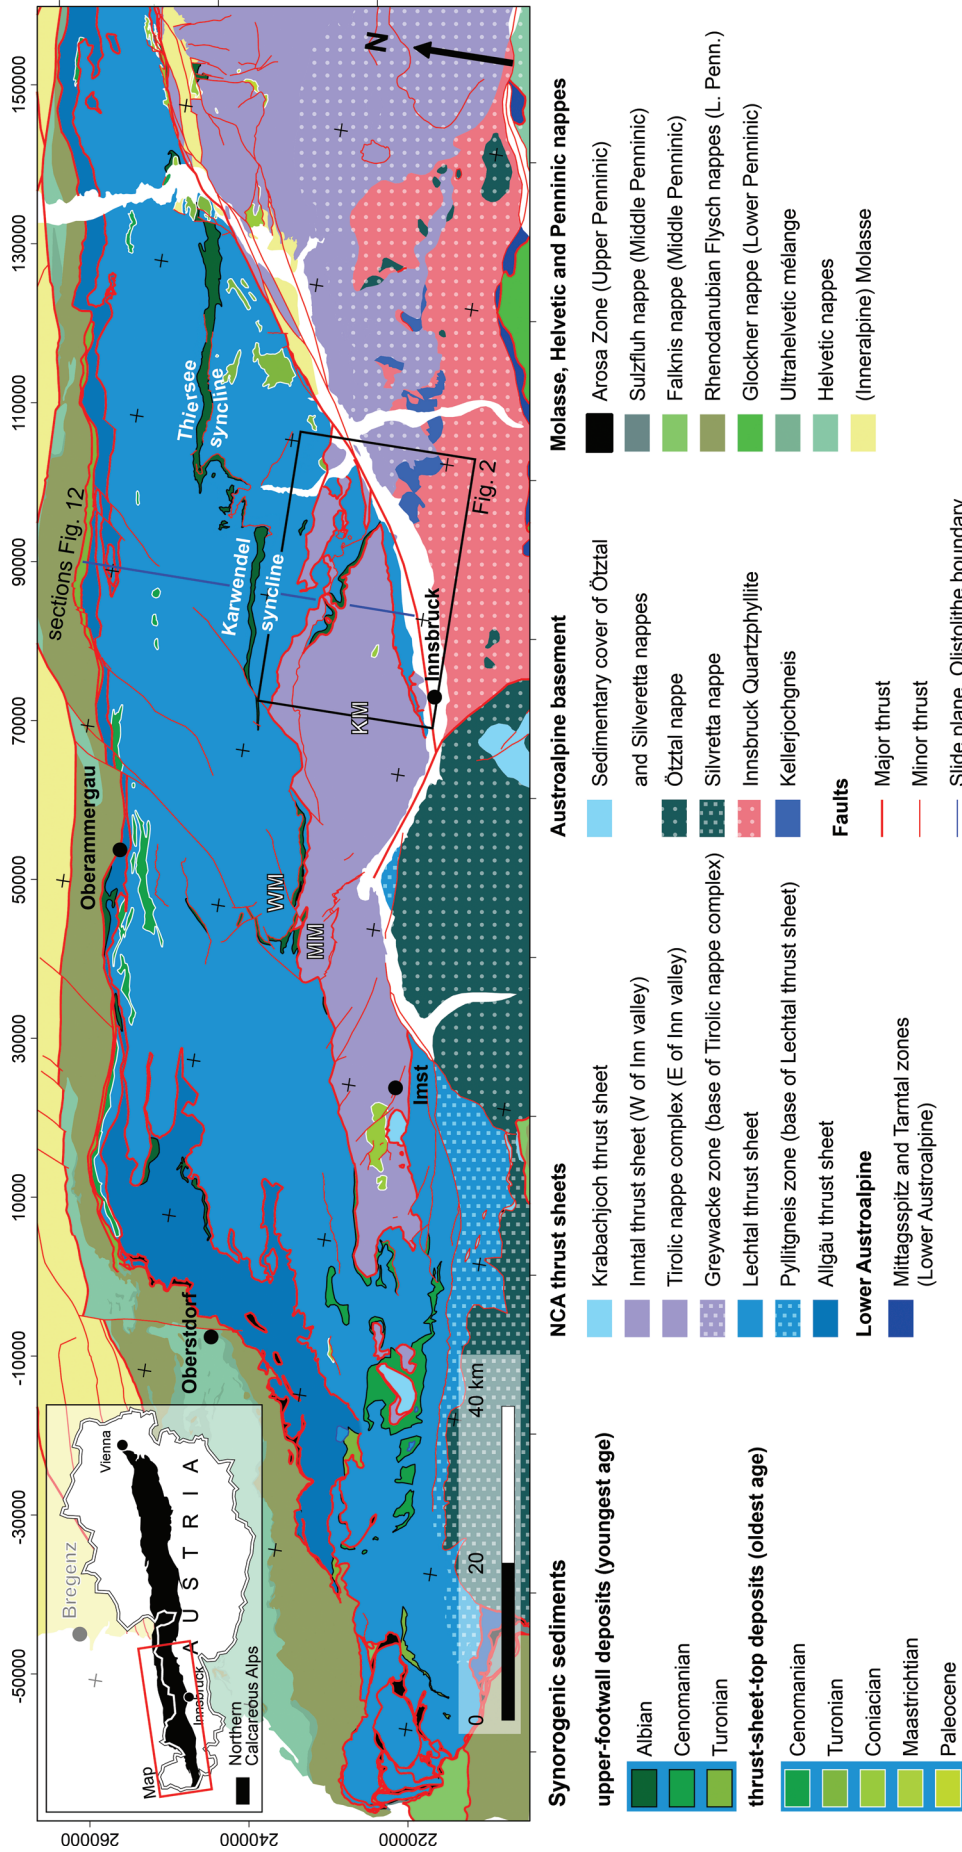 -50000
-30000
-10000
10000
30000
50000
70000
90000
110000
130000
150000
260000
240000
220000
Map
Bregenz
Vienna
Innsbruck
A U S T R I A
Northern
Calcareous Alps
Oberstdorf
Oberammergau
sections Fig. 12
Karwendel
syncline
Thiersee
syncline
N
WM
MM
KM
Imst
Innsbruck
Fig. 2
0
20
40 km
Synorogenic sediments
upper-footwall deposits (youngest age)
Albian
Cenomanian
Turonian
thrust-sheet-top deposits (oldest age)
Cenomanian
Turonian
Coniacian
Maastrichtian
Paleocene
NCA thrust sheets
Krabachjoch thrust sheet
Inntal thrust sheet (W of Inn valley)
Tirolic nappe complex (E of Inn valley)
Greywacke zone (base of Tirolic nappe complex)
Lechtal thrust sheet
Pyllitgneis zone (base of Lechtal thrust sheet)
Allgäu thrust sheet
Lower Austroalpine
Mittagsspitz and Tarntal zones
(Lower Austroalpine)
Austroalpine basement
Sedimentary cover of Ötztal
and Silveretta nappes
Ötztal nappe
Silvretta nappe
Innsbruck Quartzphyllite
Kellerjochgneis
Faults
Major thrust
Minor thrust
Slide plane, Olistolithe boundary
Molasse, Helvetic and Penninic nappes
Arosa Zone (Upper Penninic)
Sulzfluh nappe (Middle Penninic)
Falknis nappe (Middle Penninic)
Rhenodanubian Flysch nappes (L. Penn.)
Glockner nappe (Lower Penninic)
Ultrahelvetic mélange
Helvetic nappes
(Inneralpine) Molasse